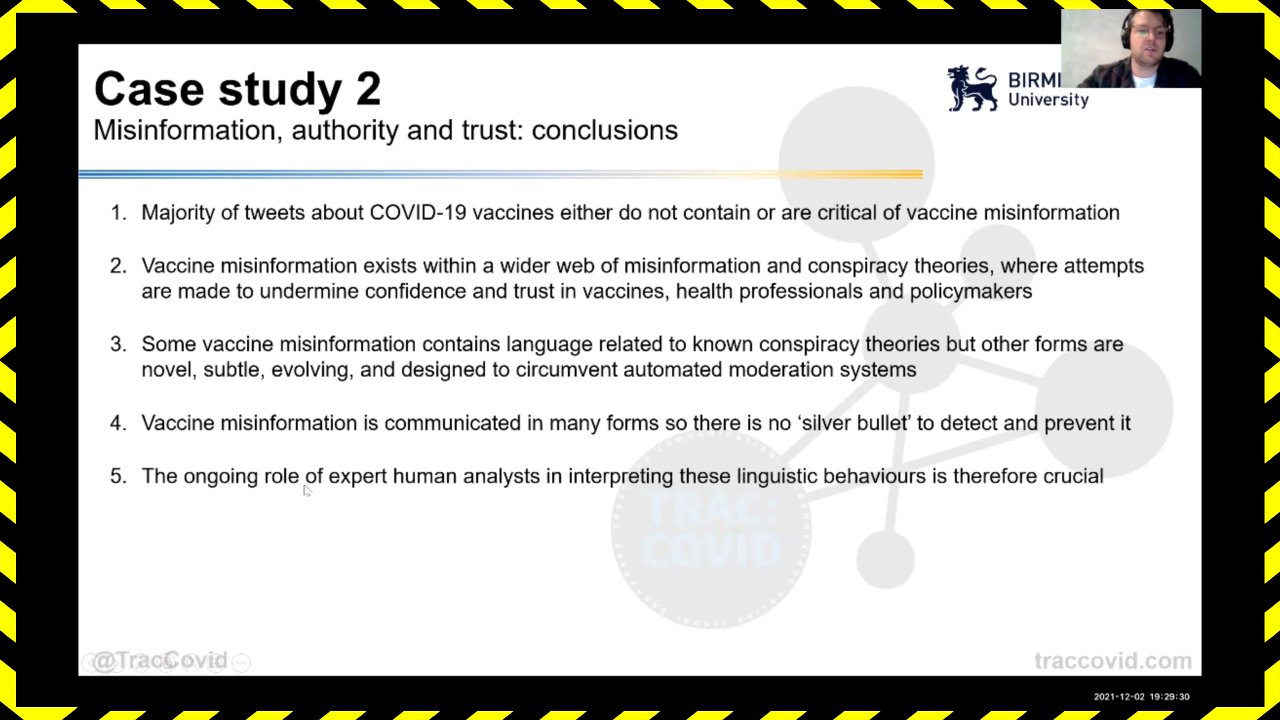 Case study 2
Misinformation, authority and trust: conclusions
BIRMI
University
1. Majority of tweets about COVID-19 vaccines either do not contain or are critical of vaccine misinformation
2. Vaccine misinformation exists within a wider web of misinformation and conspiracy theories, where attempts
are made to undermine confidence and trust in vaccines, health professionals and policymakers
3. Some vaccine misinformation contains language related to known conspiracy theories but other forms are
novel, subtle, evolving, and designed to circumvent automated moderation systems
4. Vaccine misinformation is communicated in many forms so there is no ‘silver bullet’ to detect and prevent it
5. The ongoing role of expert human analysts in interpreting these linguistic behaviours is therefore crucial
TRAC:
COVID
@TracCovid
traccovid.com
2021-12-02 19:29:30